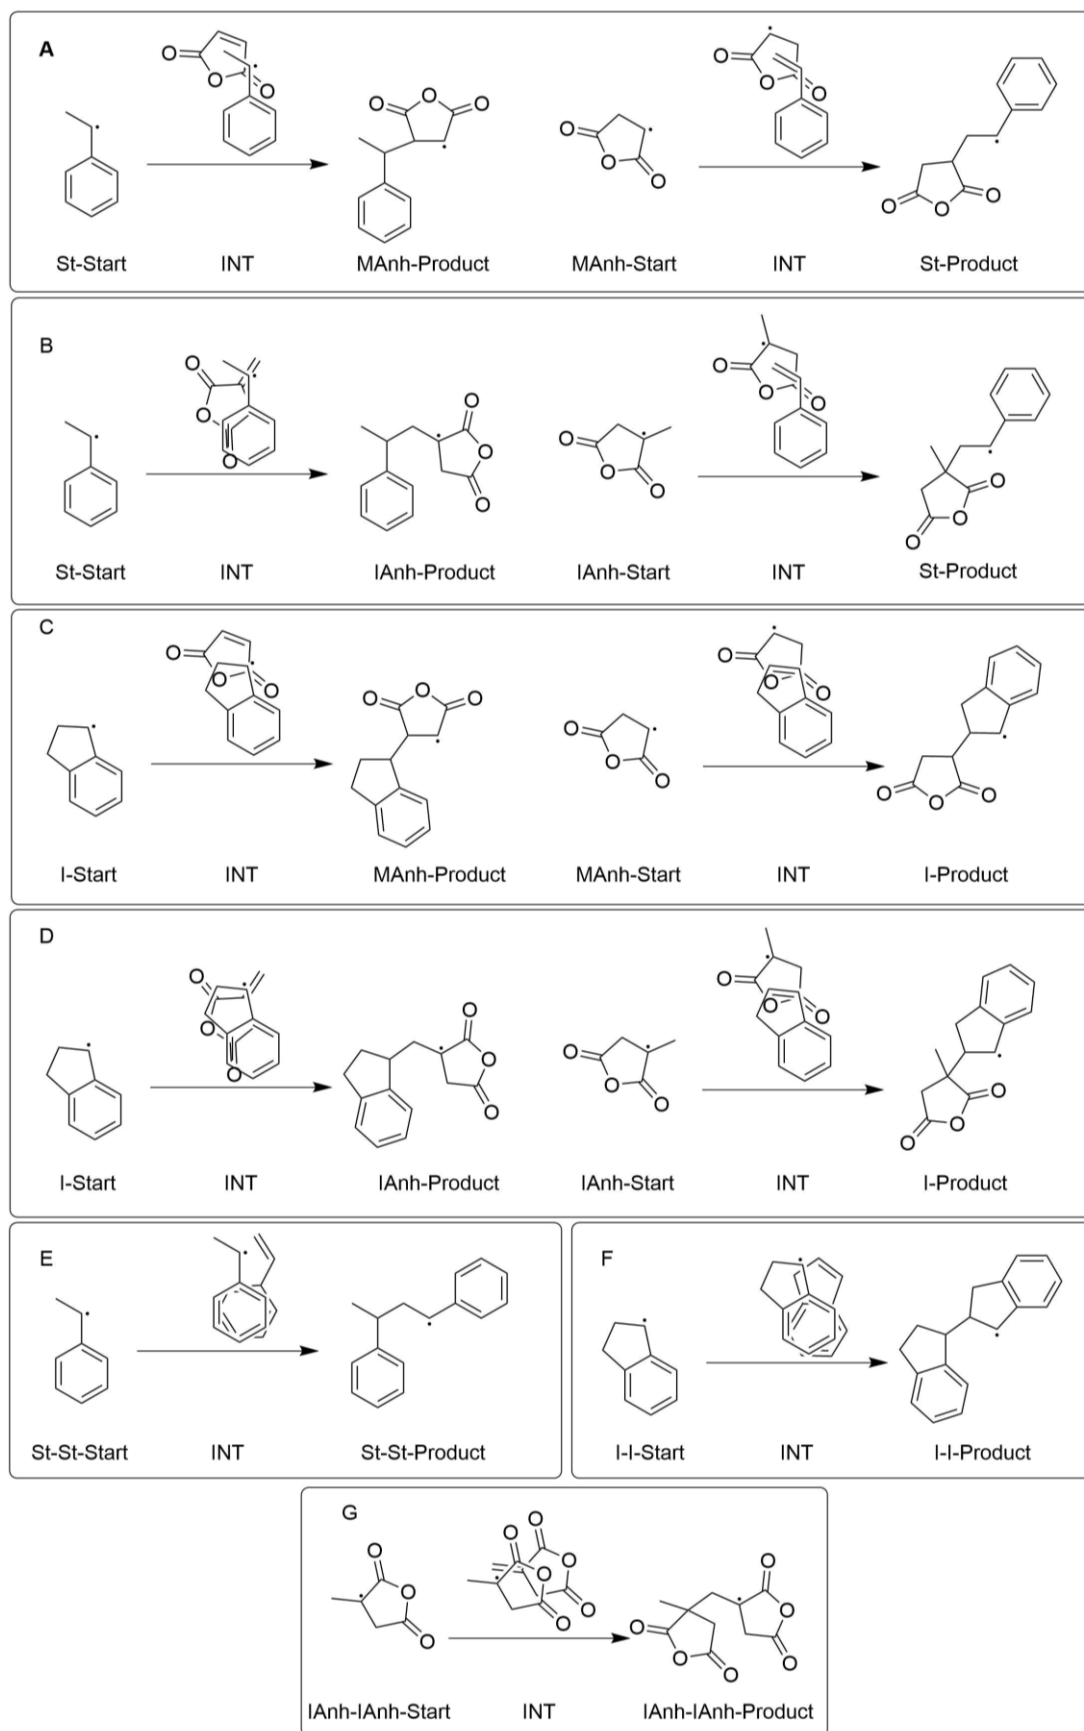 A
O O O O O O O O O O O O
St-Start INT MAnh-Product MAnh-Start INT St-Product
B
O O O O O O O O O O O O O O O
St-Start INT IAnh-Product IAnh-Start INT St-Product
C
O O O O O O O O O O O O O O O
I-Start INT MAnh-Product MAnh-Start INT I-Product
D
O O O O O O O O O O O O O O O
I-Start INT IAnh-Product IAnh-Start INT I-Product
E
St-St-Start INT St-St-Product
F
I-I-Start INT I-I-Product
G
O O O O O O O O O O O O O O O
IAnh-IAnh-Start INT IAnh-IAnh-Product